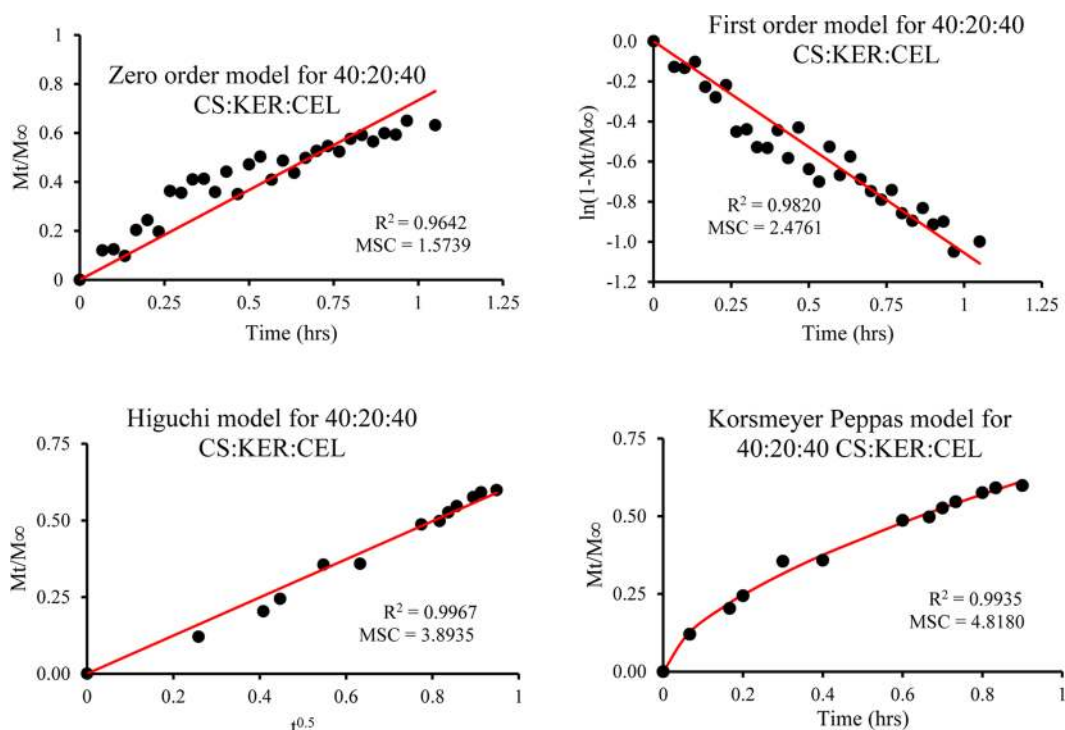 Zero order model for 40:20:40
CS:KER:CEL
Mt/M∞
1
0.8
0.6
0.4
0.2
0
R² = 0.9642
MSC = 1.5739
0 0.25 0.5 0.75 1 1.25
Time (hrs)
First order model for 40:20:40
CS:KER:CEL
ln(1-Mt/M∞)
0.0
-0.2
-0.4
-0.6
-0.8
-1.0
-1.2
R² = 0.9820
MSC = 2.4761
0 0.25 0.5 0.75 1 1.25
Time (hrs)
Higuchi model for 40:20:40
CS:KER:CEL
Mt/M∞
0.75
0.50
0.25
0.00
R² = 0.9967
MSC = 3.8935
0 0.2 0.4 0.6 0.8 1
t⁰·⁵
Korsmeyer Peppas model for
40:20:40 CS:KER:CEL
Mt/M∞
0.75
0.50
0.25
0.00
R² = 0.9935
MSC = 4.8180
0 0.2 0.4 0.6 0.8 1
Time (hrs)